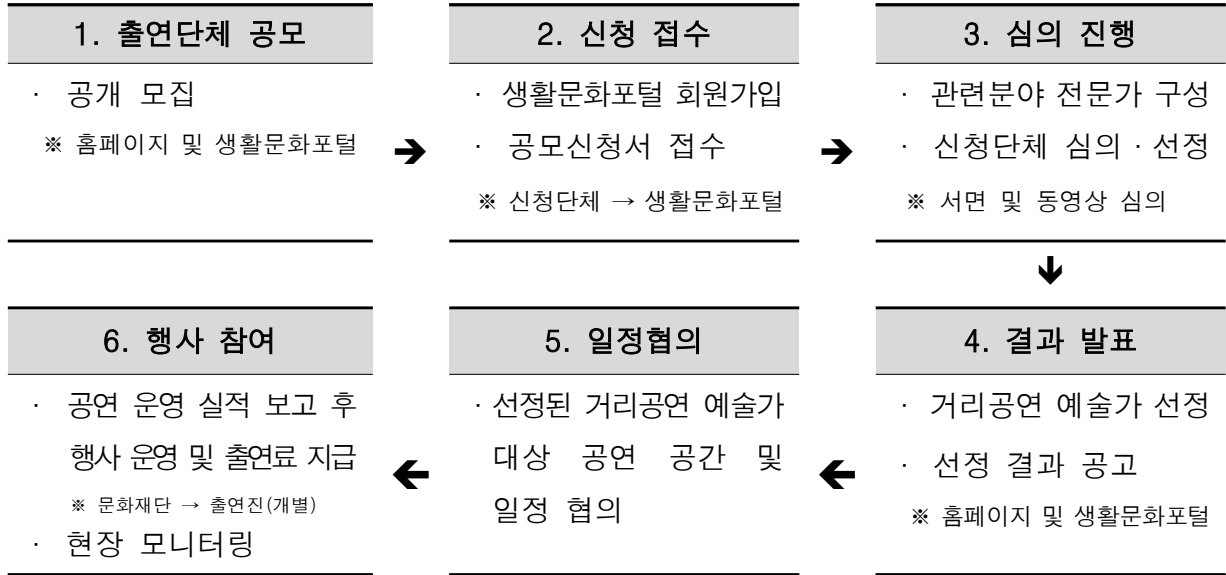 1. 출연단체 공모
· 공개 모집
※ 홈페이지 및 생활문화포털
➔
2. 신청 접수
· 생활문화포털 회원가입
· 공모신청서 접수
※ 신청단체 → 생활문화포털
➔
3. 심의 진행
· 관련분야 전문가 구성
· 신청단체 심의·선정
※ 서면 및 동영상 심의
🡫
4. 결과 발표
· 거리공연 예술가 선정
· 선정 결과 공고
※ 홈페이지 및 생활문화포털
🡨
5. 일정협의
· 선정된 거리공연 예술가
대상 공연 공간 및
일정 협의
🡨
6. 행사 참여
· 공연 운영 실적 보고 후
행사 운영 및 출연료 지급
※ 문화재단 → 출연진(개별)
· 현장 모니터링